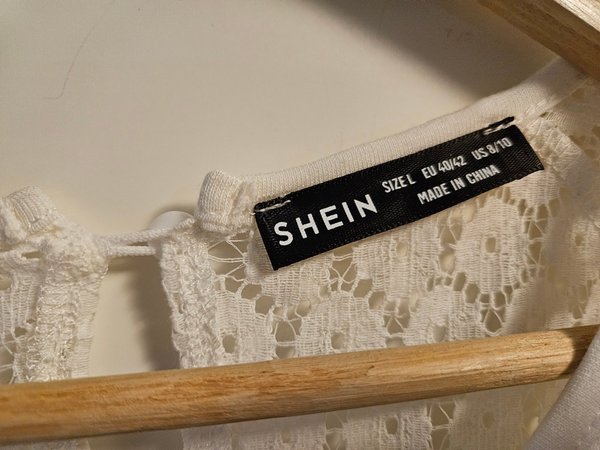 SHEIN
SIZE L EU 40/42 US 8/10
MADE IN CHINA